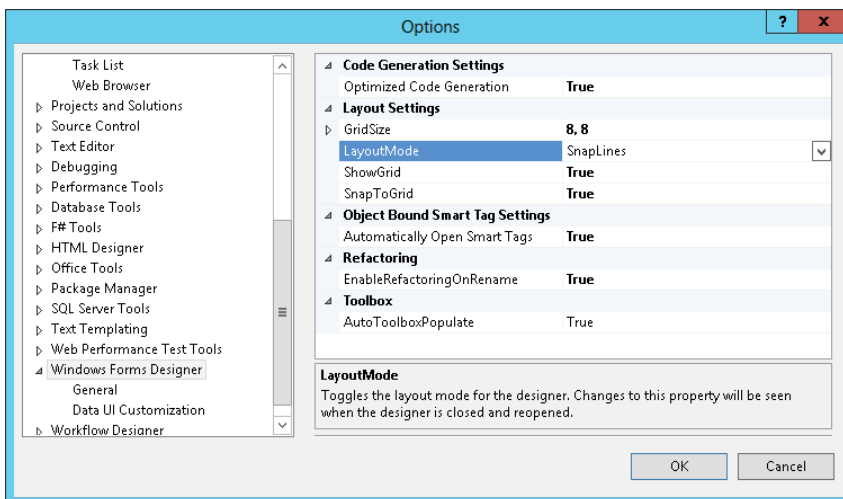 Options
?
x
Task List
Web Browser
Projects and Solutions
Source Control
Text Editor
Debugging
Performance Tools
Database Tools
F# Tools
HTML Designer
Office Tools
Package Manager
SQL Server Tools
Text Templating
Web Performance Test Tools
Windows Forms Designer
General
Data UI Customization
Workflow Designer
Code Generation Settings
Optimized Code Generation True
Layout Settings
GridSize 8, 8
LayoutMode SnapLines
ShowGrid True
SnapToGrid True
Object Bound Smart Tag Settings
Automatically Open Smart Tags True
Refactoring
EnableRefactoringOnRename True
Toolbox
AutoToolboxPopulate True
LayoutMode
Toggles the layout mode for the designer. Changes to this property will be seen
when the designer is closed and reopened.
OK
Cancel